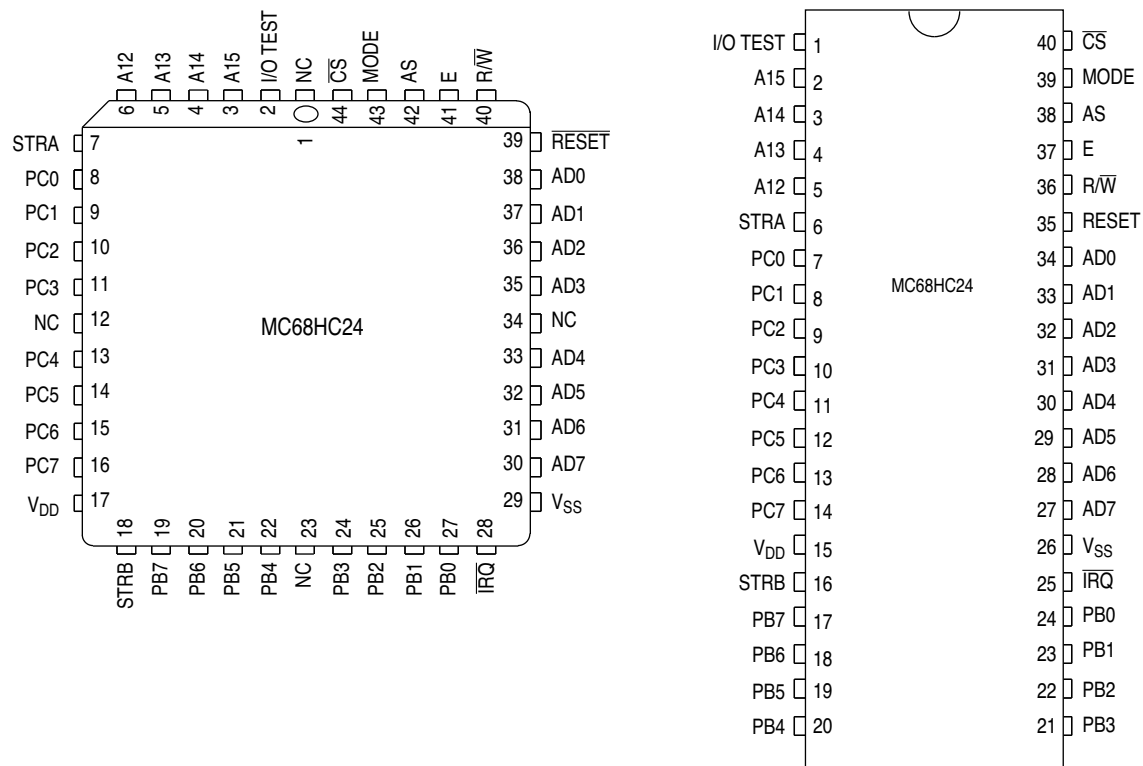 A12
A13
A14
A15
I/O TEST
NC
C̅S̅
MODE
AS
E
R/W̅
6
5
4
3
2
1
44
43
42
41
40
STRA 7
PC0 8
PC1 9
PC2 10
PC3 11
NC 12
PC4 13
PC5 14
PC6 15
PC7 16
VDD 17
MC68HC24
39 R̅E̅S̅E̅T̅
38 AD0
37 AD1
36 AD2
35 AD3
34 NC
33 AD4
32 AD5
31 AD6
30 AD7
29 VSS
18
19
20
21
22
23
24
25
26
27
28
STRB
PB7
PB6
PB5
PB4
NC
PB3
PB2
PB1
PB0
I̅R̅Q̅
I/O TEST 1
A15 2
A14 3
A13 4
A12 5
STRA 6
PC0 7
PC1 8
PC2 9
PC3 10
PC4 11
PC5 12
PC6 13
PC7 14
VDD 15
STRB 16
PB7 17
PB6 18
PB5 19
PB4 20
MC68HC24
40 C̅S̅
39 MODE
38 AS
37 E
36 R/W̅
35 RESET
34 AD0
33 AD1
32 AD2
31 AD3
30 AD4
29 AD5
28 AD6
27 AD7
26 VSS
25 I̅R̅Q̅
24 PB0
23 PB1
22 PB2
21 PB3